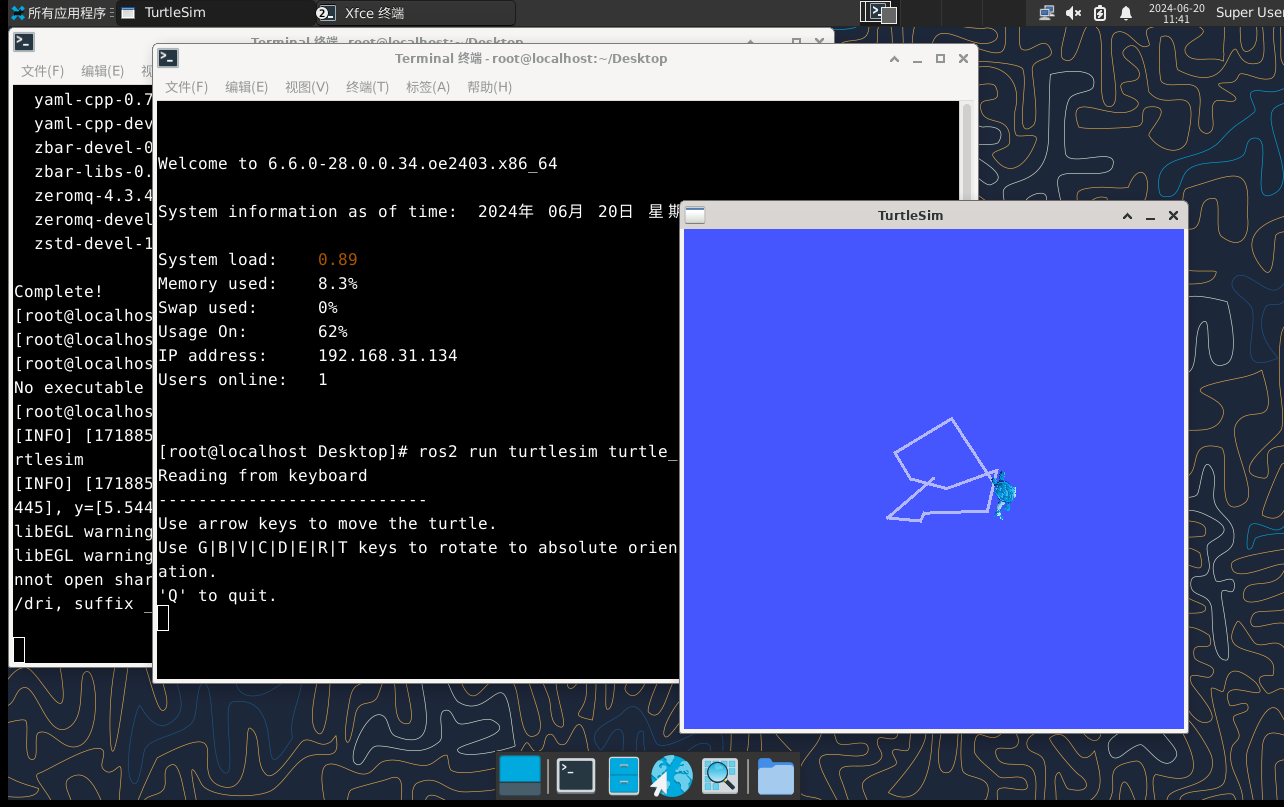 所有应用程序
TurtleSim
Xfce 终端
2024-06-20
11:41
Super User
Terminal 终端 - root@localhost:~/Desktop
文件(F) 编辑(E)
yaml-cpp-0.7
yaml-cpp-dev
zbar-devel-0
zbar-libs-0.
zeromq-4.3.4
zeromq-devel
zstd-devel-1
Complete!
[root@localhos
[root@localhos
[root@localhos
No executable
[root@localhos
[INFO] [171885
rtlesim
[INFO] [171885
445], y=[5.544
libEGL warning
libEGL warning
nnot open shar
/dri, suffix _
Terminal 终端 - root@localhost:~/Desktop
文件(F) 编辑(E) 视图(V) 终端(T) 标签(A) 帮助(H)
Welcome to 6.6.0-28.0.0.34.oe2403.x86_64
System information as of time: 2024年 06月 20日 星期
System load: 0.89
Memory used: 8.3%
Swap used: 0%
Usage On: 62%
IP address: 192.168.31.134
Users online: 1
[root@localhost Desktop]# ros2 run turtlesim turtle_
Reading from keyboard
---------------------------
Use arrow keys to move the turtle.
Use G|B|V|C|D|E|R|T keys to rotate to absolute orien
ation.
'Q' to quit.
TurtleSim